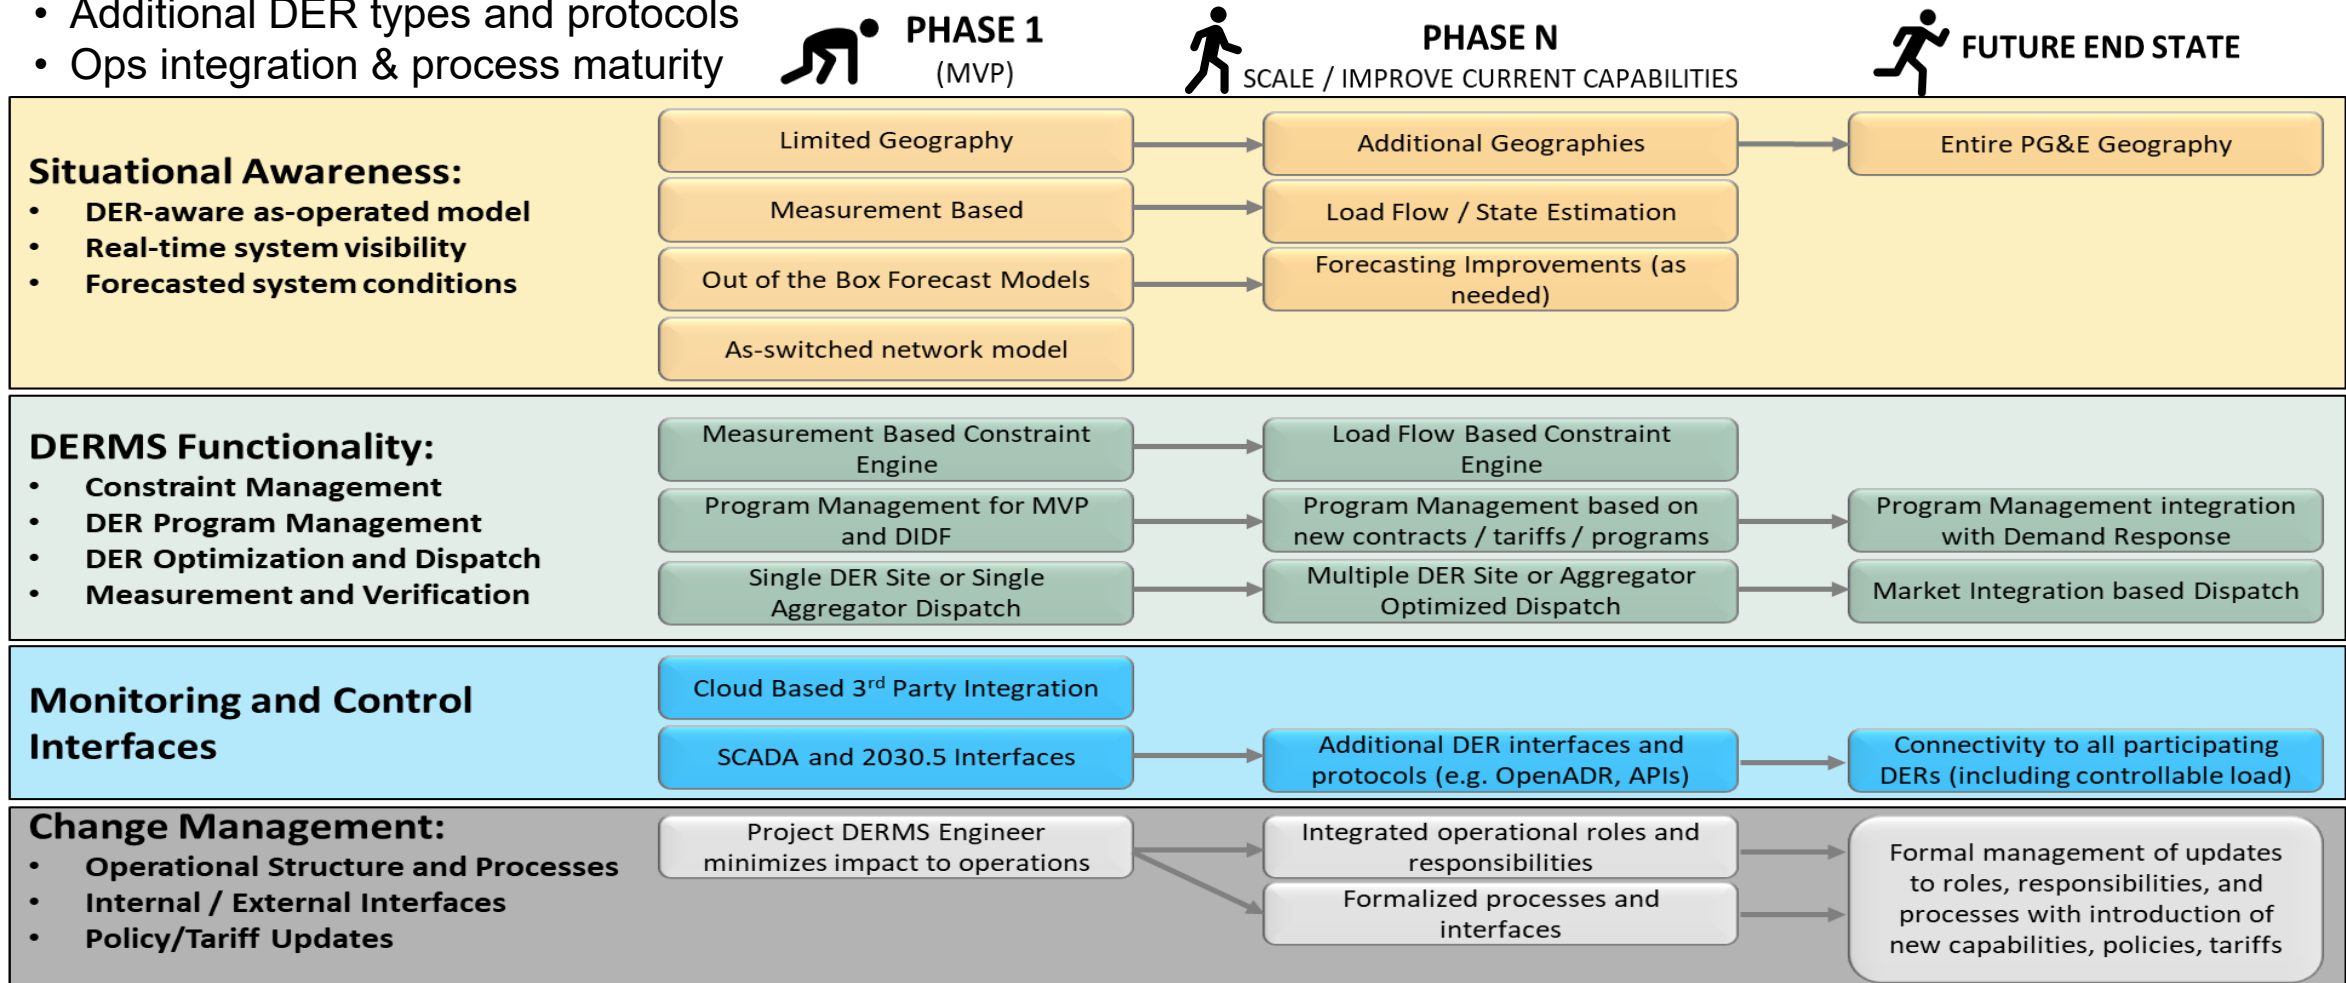 • Additional DER types and protocols
• Ops integration & process maturity
PHASE 1
(MVP)
PHASE N
SCALE / IMPROVE CURRENT CAPABILITIES
FUTURE END STATE
Situational Awareness:
• DER-aware as-operated model
• Real-time system visibility
• Forecasted system conditions
Limited Geography
Additional Geographies
Entire PG&E Geography
Measurement Based
Load Flow / State Estimation
Out of the Box Forecast Models
Forecasting Improvements (as
needed)
As-switched network model
DERMS Functionality:
• Constraint Management
• DER Program Management
• DER Optimization and Dispatch
• Measurement and Verification
Measurement Based Constraint
Engine
Load Flow Based Constraint
Engine
Program Management for MVP
and DIDF
Program Management based on
new contracts / tariffs / programs
Program Management integration
with Demand Response
Single DER Site or Single
Aggregator Dispatch
Multiple DER Site or Aggregator
Optimized Dispatch
Market Integration based Dispatch
Monitoring and Control
Interfaces
Cloud Based 3rd Party Integration
SCADA and 2030.5 Interfaces
Additional DER interfaces and
protocols (e.g. OpenADR, APIs)
Connectivity to all participating
DERs (including controllable load)
Change Management:
• Operational Structure and Processes
• Internal / External Interfaces
• Policy/Tariff Updates
Project DERMS Engineer
minimizes impact to operations
Integrated operational roles and
responsibilities
Formalized processes and
interfaces
Formal management of updates
to roles, responsibilities, and
processes with introduction of
new capabilities, policies, tariffs